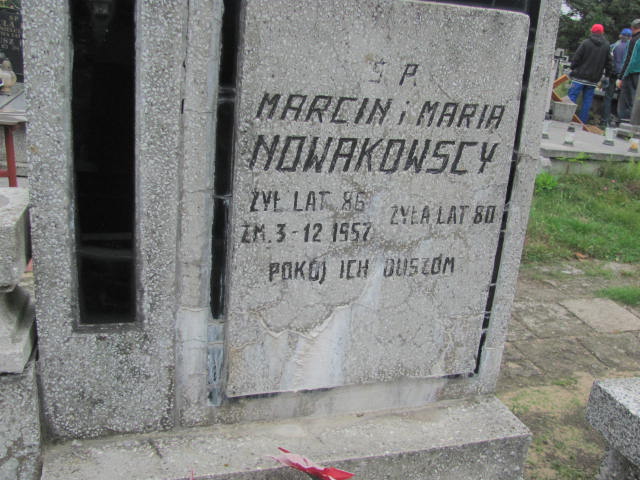 Ś P.
MARCIN i MARIA
NOWAKOWSCY
ŻYŁ LAT 86 ŻYŁA LAT 80
ZM. 3-12 1957
POKÓJ ICH DUSZOM